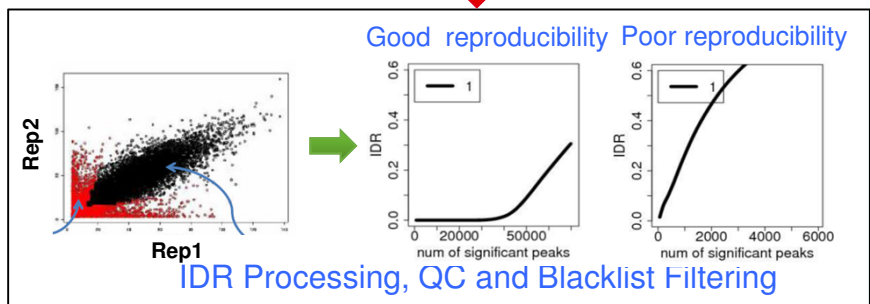 Good reproducibility Poor reproducibility
Rep2
Rep1
0.6
0.4
0.2
0.0
IDR
1
0 20000 50000
num of significant peaks
0.6
0.4
0.2
0.0
IDR
1
0 2000 4000 6000
num of significant peaks
IDR Processing, QC and Blacklist Filtering